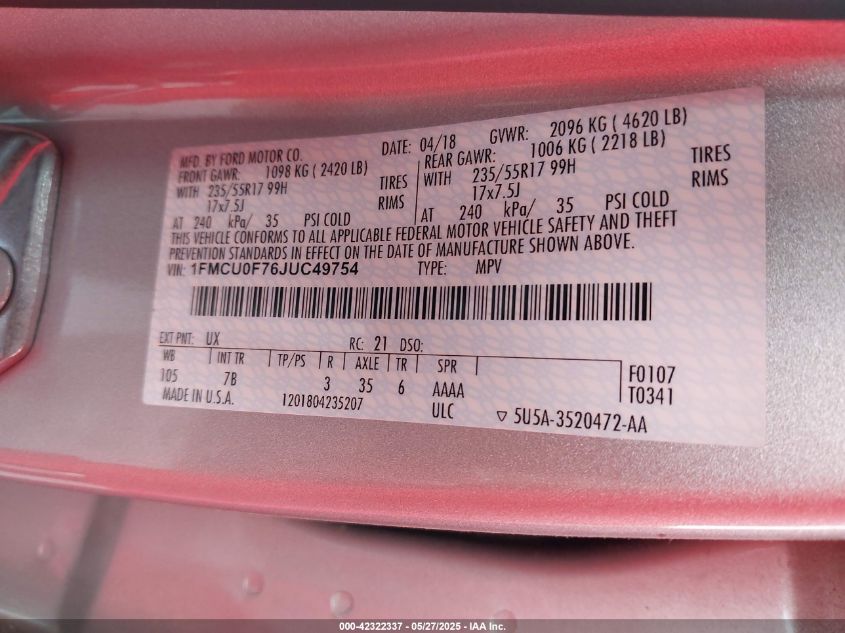 MFD. BY FORD MOTOR CO. DATE: 04/18 GVWR: 2096 KG ( 4620 LB)
FRONT GAWR: 1098 KG ( 2420 LB) REAR GAWR: 1006 KG ( 2218 LB)
WITH 235/55R17 99H TIRES WITH 235/55R17 99H TIRES
17x7.5J RIMS 17x7.5J RIMS
AT 240 kPa/ 35 PSI COLD AT 240 kPa/ 35 PSI COLD
THIS VEHICLE CONFORMS TO ALL APPLICABLE FEDERAL MOTOR VEHICLE SAFETY AND THEFT
PREVENTION STANDARDS IN EFFECT ON THE DATE OF MANUFACTURE SHOWN ABOVE.
VIN: 1FMCU0F76JUC49754 TYPE: MPV
EXT PNT: UX RC: 21 DSO:
WB INT TR TP/PS R AXLE TR SPR F0107
105 7B 3 35 6 AAAA T0341
MADE IN U.S.A. 1201804235207 ULC ▽ 5U5A-3520472-AA
000-42322337 - 05/27/2025 - IAA Inc.